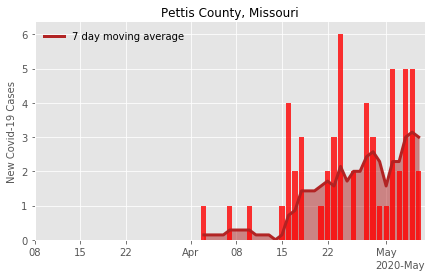 Pettis County, Missouri
7 day moving average
New Covid-19 Cases
6
5
4
3
2
1
0
08 15 22 Apr 08 15 22 May
2020-May